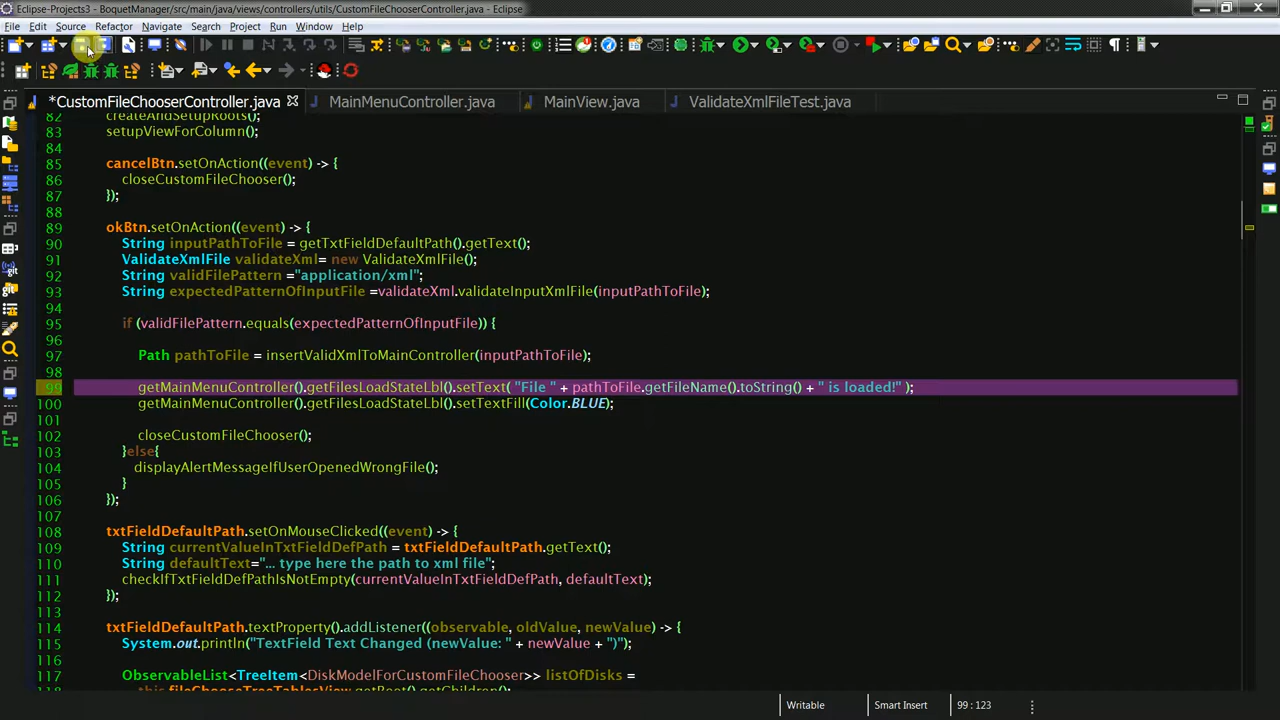 Eclipse-Projects3 - BoquetManager/src/main/java/views/controllers/utils/CustomFileChooserController.java - Eclipse
File Edit Source Refactor Navigate Search Project Run Window Help
*CustomFileChooserController.java MainMenuController.java MainView.java ValidateXmlFileTest.java
82 createAndSetupRoots();
83 setupViewForColumn();
84
85 cancelBtn.setOnAction((event) -> {
86 closeCustomFileChooser();
87 });
88
89 okBtn.setOnAction((event) -> {
90 String inputPathToFile = getTxtFieldDefaultPath().getText();
91 ValidateXmlFile validateXml= new ValidateXmlFile();
92 String validFilePattern ="application/xml";
93 String expectedPatternOfInputFile =validateXml.validateInputXmlFile(inputPathToFile);
94
95 if (validFilePattern.equals(expectedPatternOfInputFile)) {
96
97 Path pathToFile = insertValidXmlToMainController(inputPathToFile);
98
99 getMainMenuController().getFilesLoadStateLbl().setText( "File " + pathToFile.getFileName().toString() + " is loaded!" );
100 getMainMenuController().getFilesLoadStateLbl().setTextFill(Color.BLUE);
101
102 closeCustomFileChooser();
103 }else{
104 displayAlertMessageIfUserOpenedWrongFile();
105 }
106 });
107
108 txtFieldDefaultPath.setOnMouseClicked((event) -> {
109 String currentValueInTxtFieldDefPath = txtFieldDefaultPath.getText();
110 String defaultText="... type here the path to xml file";
111 checkIfTxtFieldDefPathIsNotEmpty(currentValueInTxtFieldDefPath, defaultText);
112 });
113
114 txtFieldDefaultPath.textProperty().addListener((observable, oldValue, newValue) -> {
115 System.out.println("TextField Text Changed (newValue: " + newValue + ")");
116
117 ObservableList<TreeItem<DiskModelForCustomFileChooser>> listOfDisks =
118 this.fileChooseTreeTablesView.getRoot().getChildren();
Writable Smart Insert 99 : 123